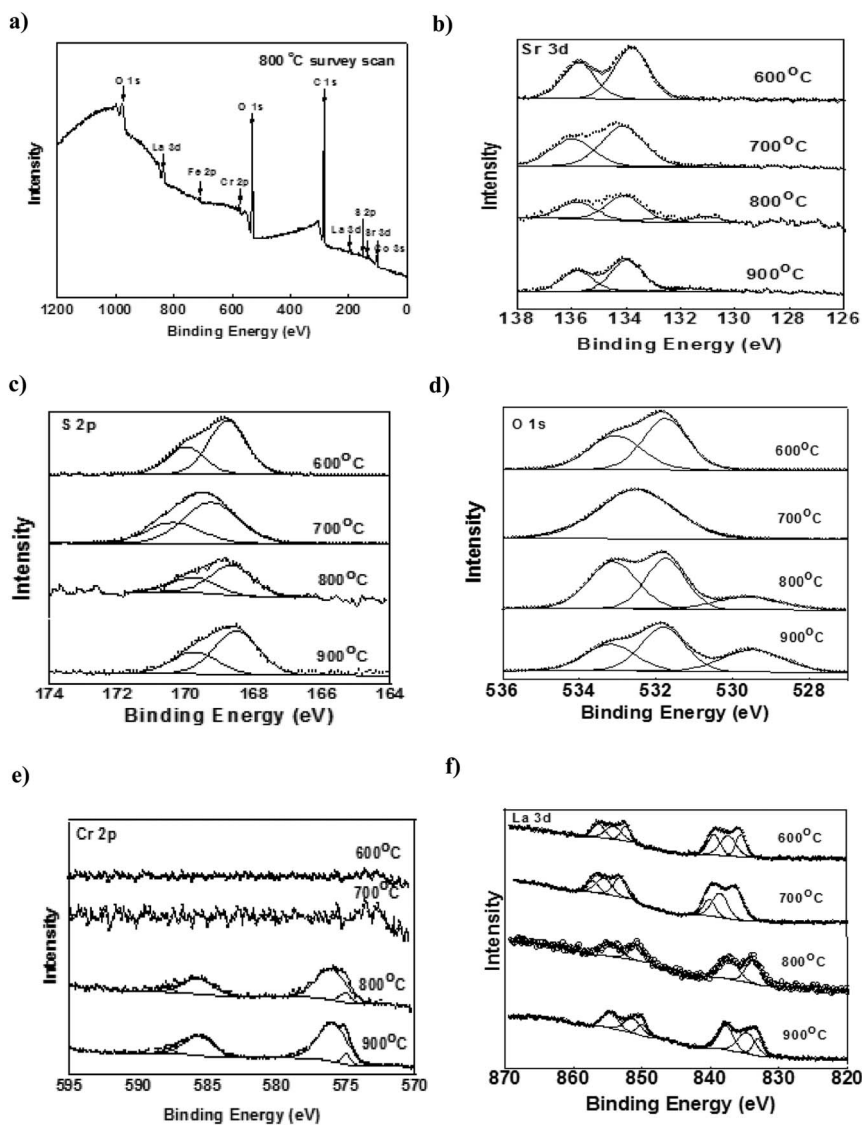 a)
800 °C survey scan
O 1s
O 1s
C 1s
La 3d
Fe 2p
Cr 2p
S 2p
La 3d
Sr 3d
Co 3s
Intensity
1200 1000 800 600 400 200 0
Binding Energy (eV)
b)
Sr 3d
600°C
700°C
800°C
900°C
Intensity
138 136 134 132 130 128 126
Binding Energy (eV)
c)
S 2p
600°C
700°C
800°C
900°C
Intensity
174 172 170 168 166 164
Binding Energy (eV)
d)
O 1s
600°C
700°C
800°C
900°C
Intensity
536 534 532 530 528
Binding Energy (eV)
e)
Cr 2p
600°C
700°C
800°C
900°C
Intensity
595 590 585 580 575 570
Binding Energy (eV)
f)
La 3d
600°C
700°C
800°C
900°C
Intensity
870 860 850 840 830 820
Binding Energy (eV)